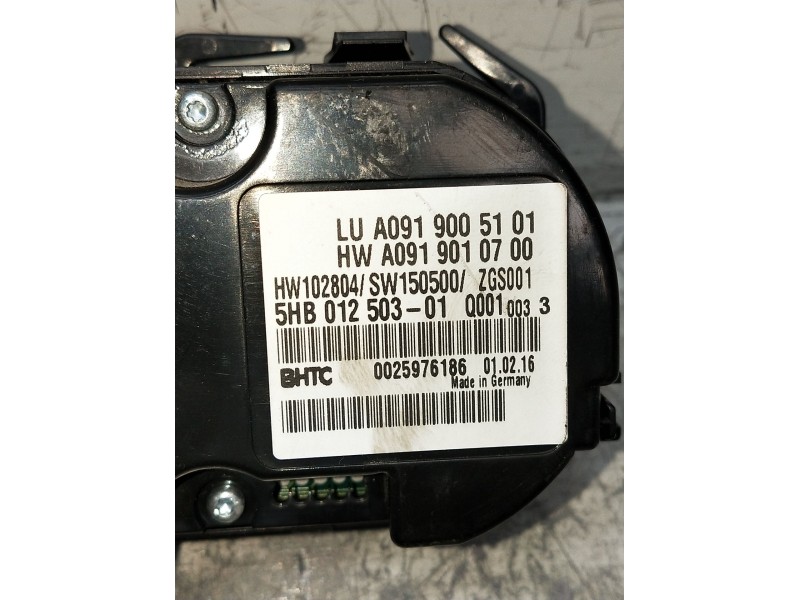 LU A091 900 51 01
HW A091 901 07 00
HW102804/ SW150500/ ZGS001
5HB 012 503-01 Q001 003 3
BHTC 0025976186 01.02.16
Made in Germany